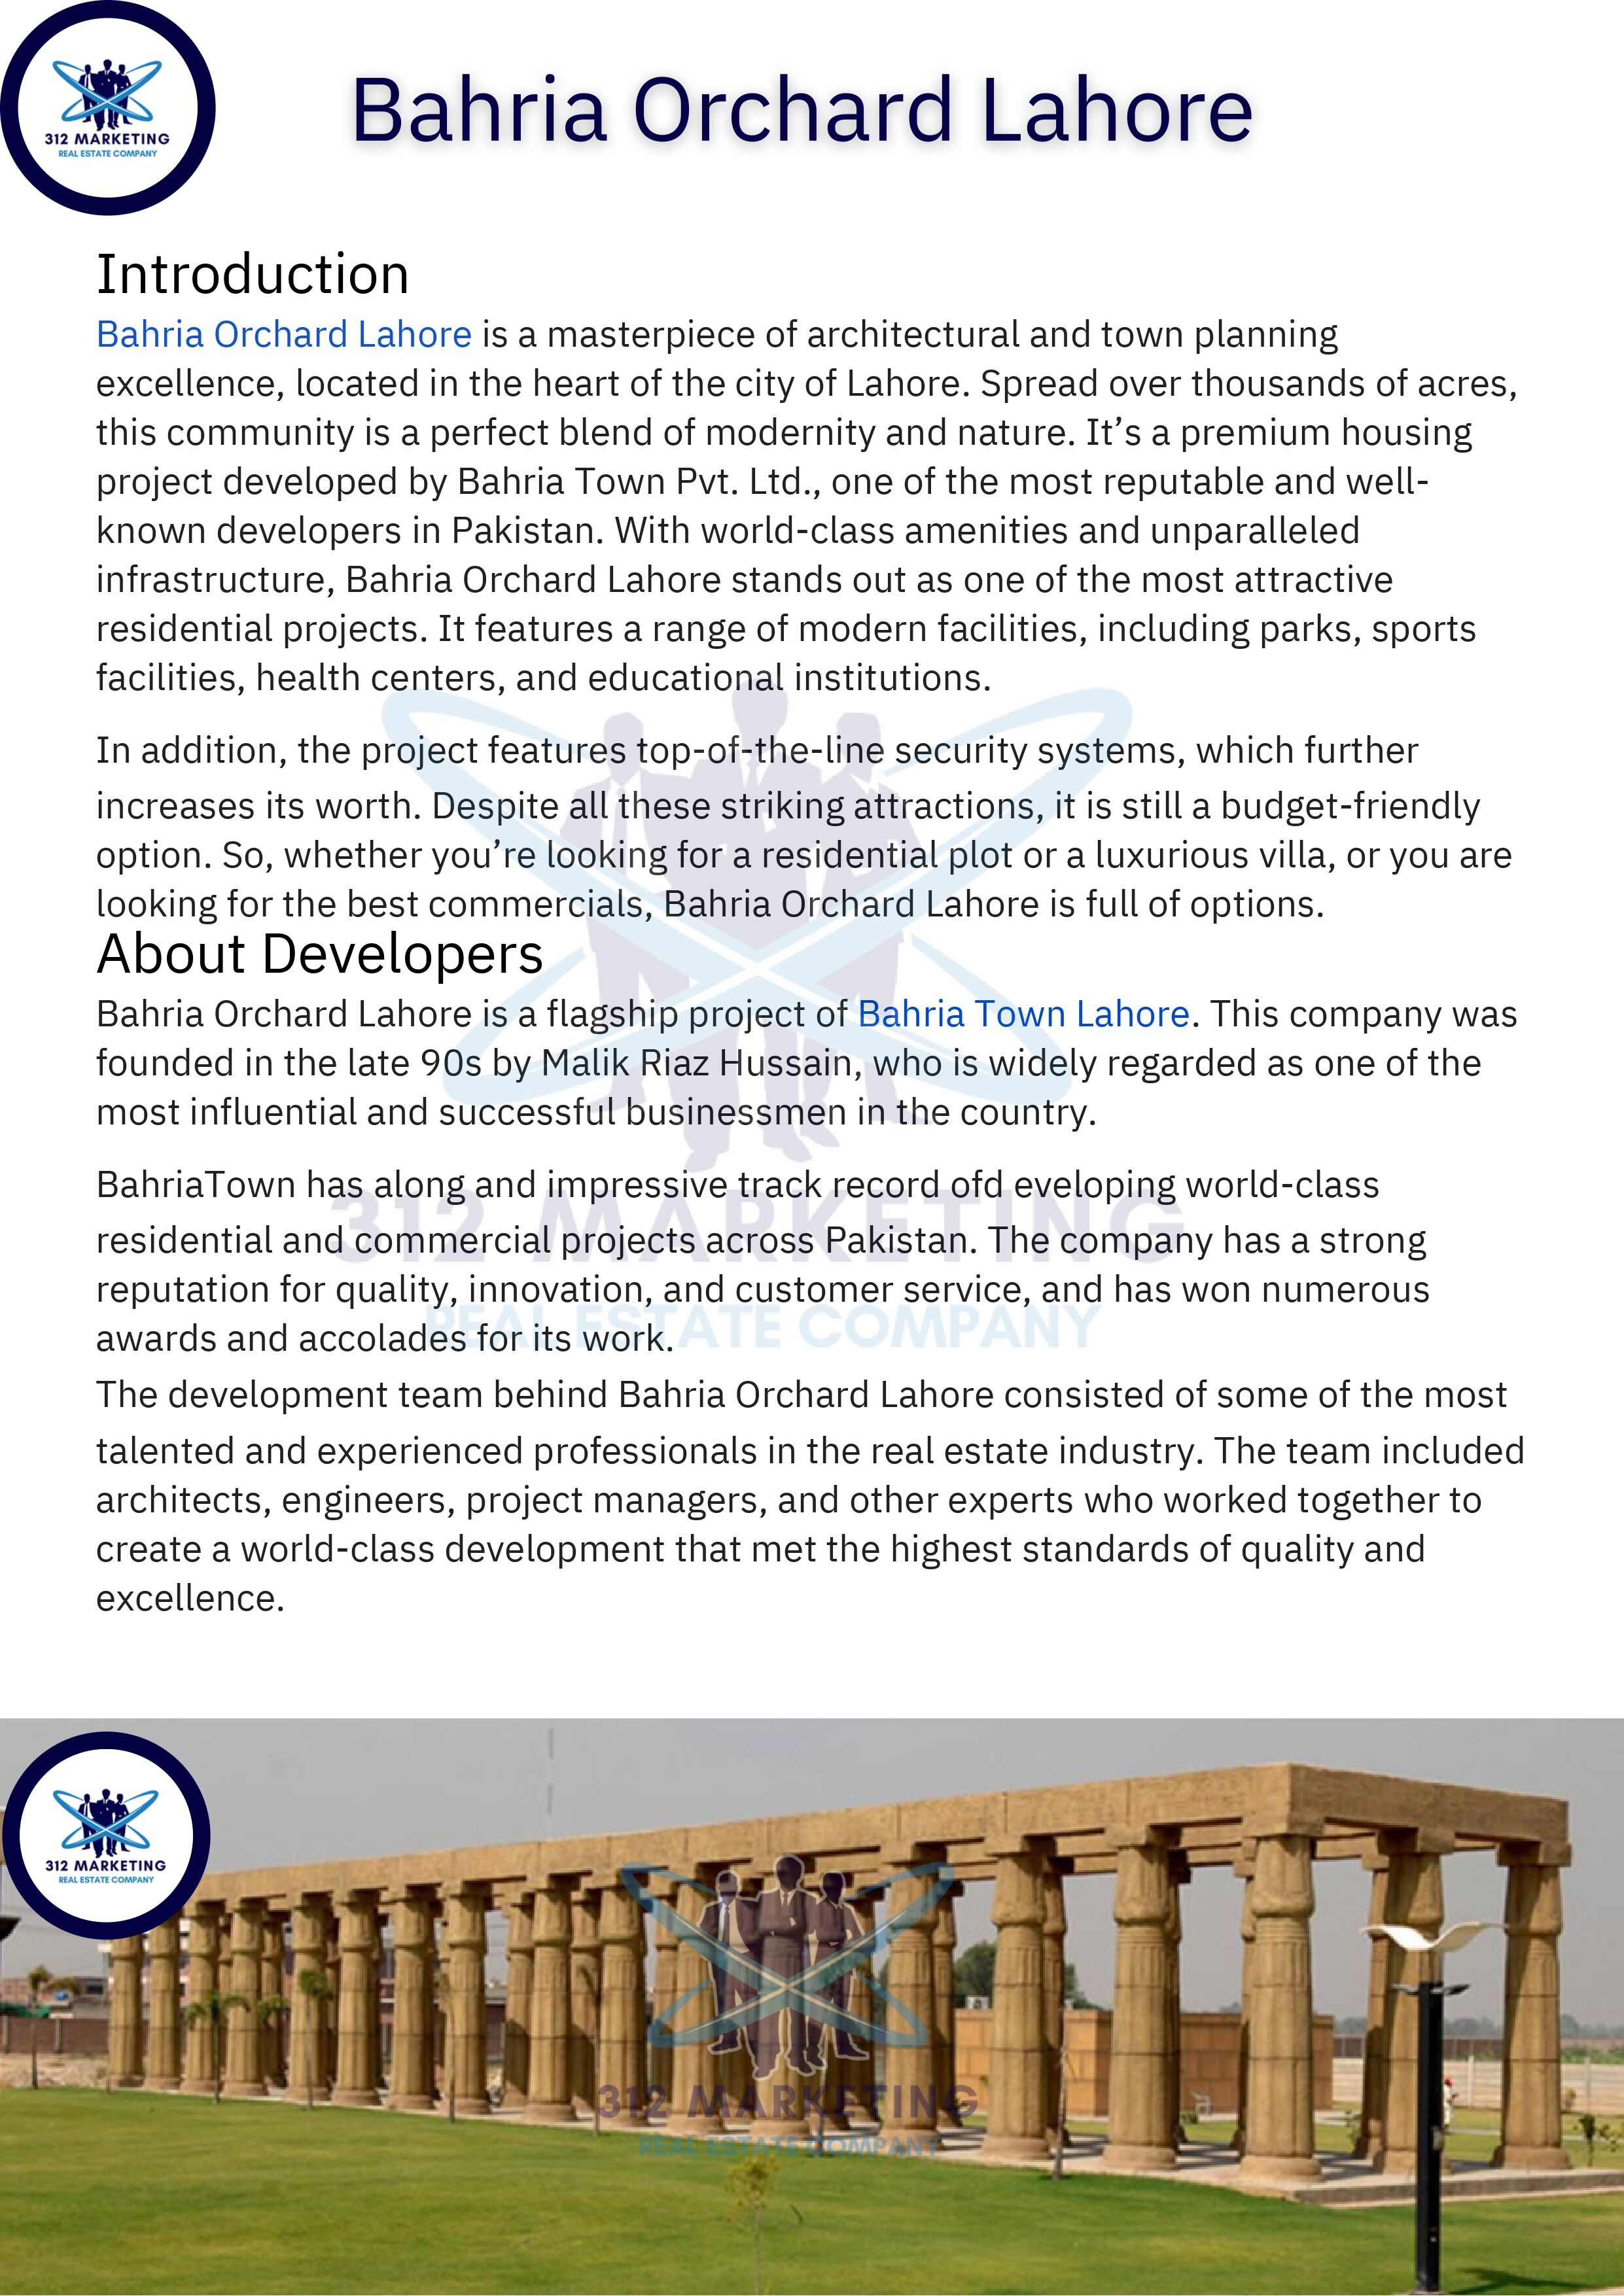 312 MARKETING
REAL ESTATE COMPANY
Bahria Orchard Lahore
Introduction
Bahria Orchard Lahore is a masterpiece of architectural and town planning
excellence, located in the heart of the city of Lahore. Spread over thousands of acres,
this community is a perfect blend of modernity and nature. It’s a premium housing
project developed by Bahria Town Pvt. Ltd., one of the most reputable and well-
known developers in Pakistan. With world-class amenities and unparalleled
infrastructure, Bahria Orchard Lahore stands out as one of the most attractive
residential projects. It features a range of modern facilities, including parks, sports
facilities, health centers, and educational institutions.
In addition, the project features top-of-the-line security systems, which further
increases its worth. Despite all these striking attractions, it is still a budget-friendly
option. So, whether you’re looking for a residential plot or a luxurious villa, or you are
looking for the best commercials, Bahria Orchard Lahore is full of options.
About Developers
Bahria Orchard Lahore is a flagship project of Bahria Town Lahore. This company was
founded in the late 90s by Malik Riaz Hussain, who is widely regarded as one of the
most influential and successful businessmen in the country.
BahriaTown has along and impressive track record ofd eveloping world-class
residential and commercial projects across Pakistan. The company has a strong
reputation for quality, innovation, and customer service, and has won numerous
awards and accolades for its work.
The development team behind Bahria Orchard Lahore consisted of some of the most
talented and experienced professionals in the real estate industry. The team included
architects, engineers, project managers, and other experts who worked together to
create a world-class development that met the highest standards of quality and
excellence.
312 MARKETING
REAL ESTATE COMPANY
312 MARKETING
REAL ESTATE COMPANY
312 MARKETING
REAL ESTATE COMPANY